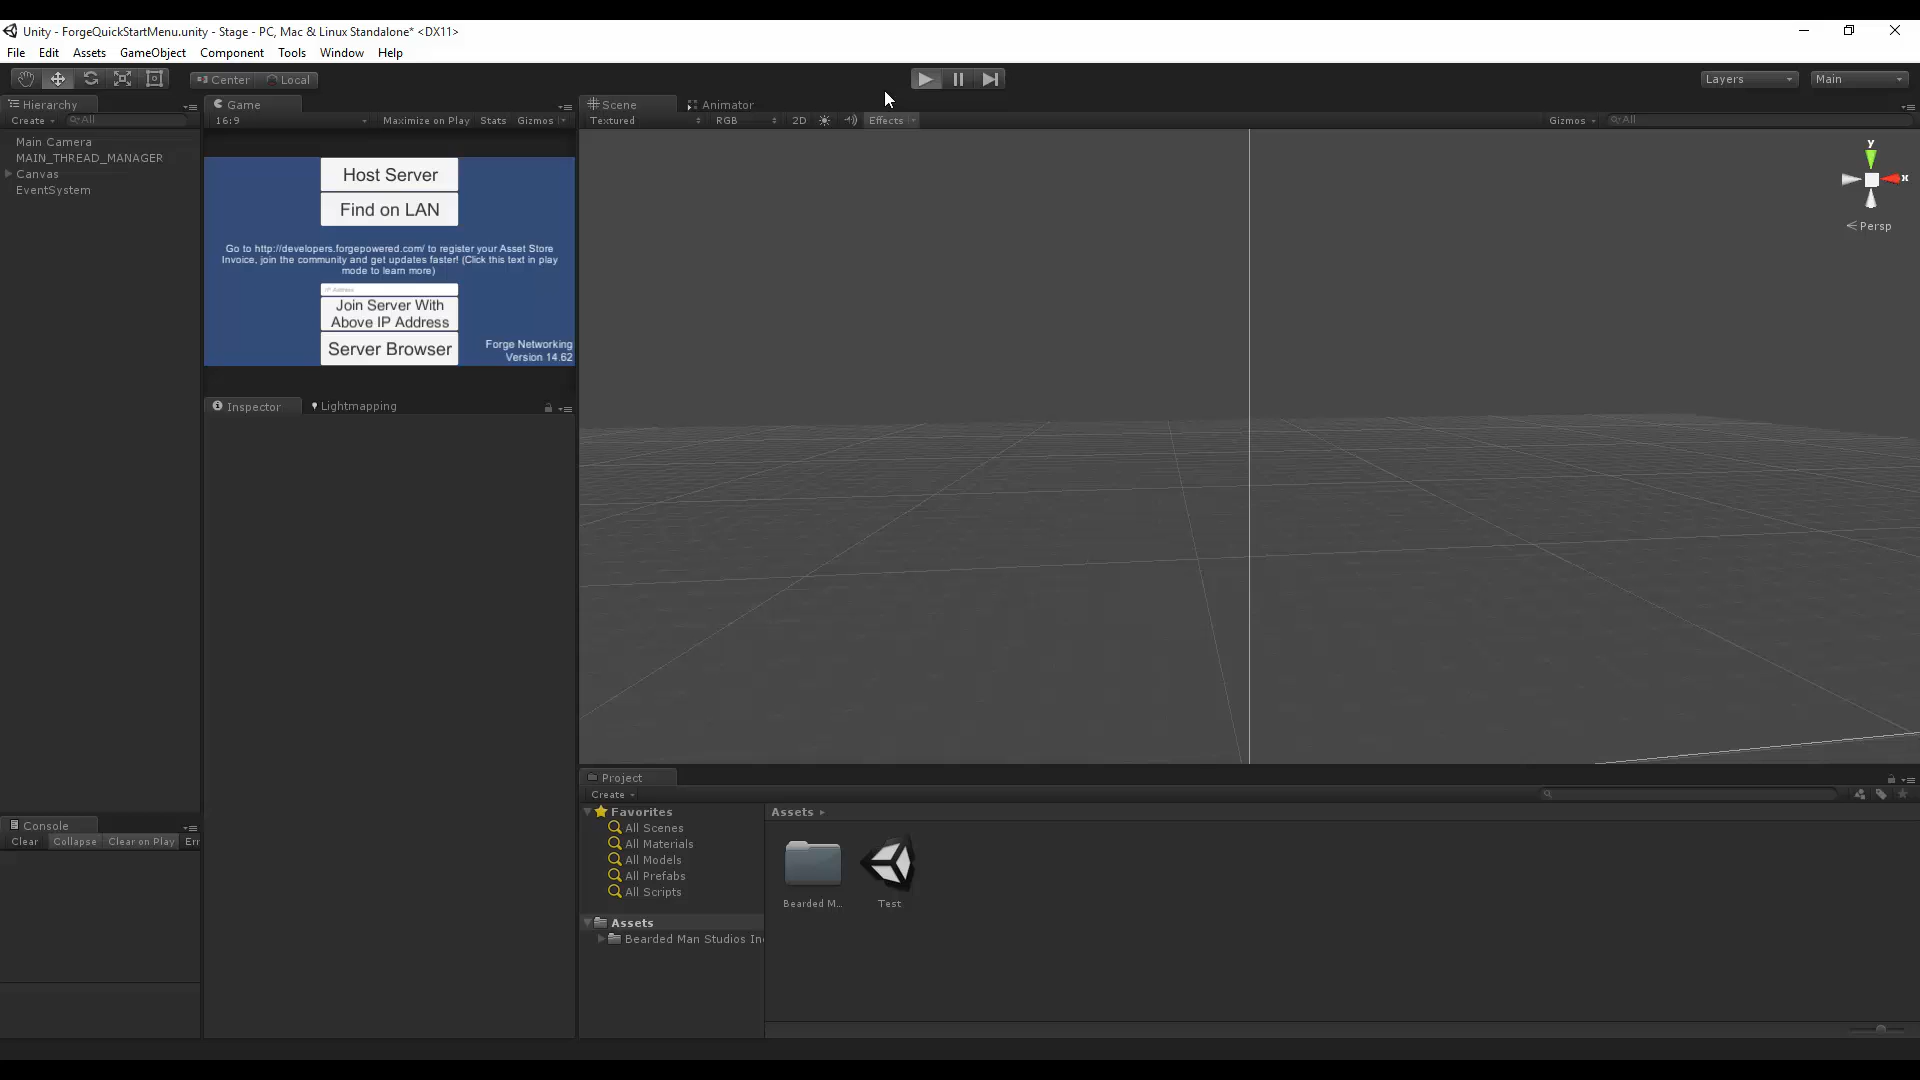 Unity - ForgeQuickStartMenu.unity - Stage - PC, Mac & Linux Standalone* <DX11>
File Edit Assets GameObject Component Tools Window Help
Center Local
Layers Main
Hierarchy
Create All
Main Camera
MAIN_THREAD_MANAGER
Canvas
EventSystem
Game
16:9 Maximize on Play Stats Gizmos
Host Server
Find on LAN
Go to http://developers.forgepowered.com/ to register your Asset Store
Invoice, join the community and get updates faster! (Click this text in play
mode to learn more)
IP Address
Join Server With
Above IP Address
Server Browser
Forge Networking
Version 14.62
Inspector Lightmapping
Scene Animator
Textured RGB 2D Effects Gizmos All
y
x
Persp
Console
Clear Collapse Clear on Play Err
Project
Create
Favorites
All Scenes
All Materials
All Models
All Prefabs
All Scripts
Assets
Bearded Man Studios In
Assets
Bearded M... Test